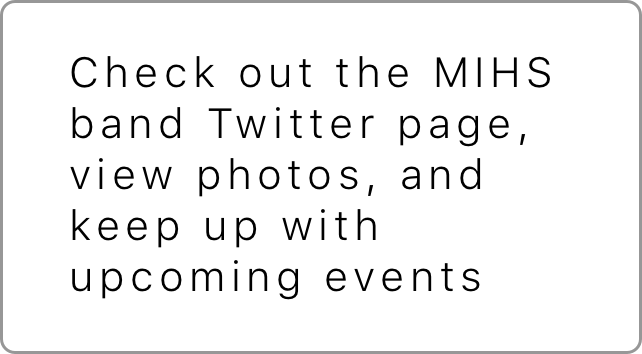 Check out the MIHS
band Twitter page,
view photos, and
keep up with
upcoming events